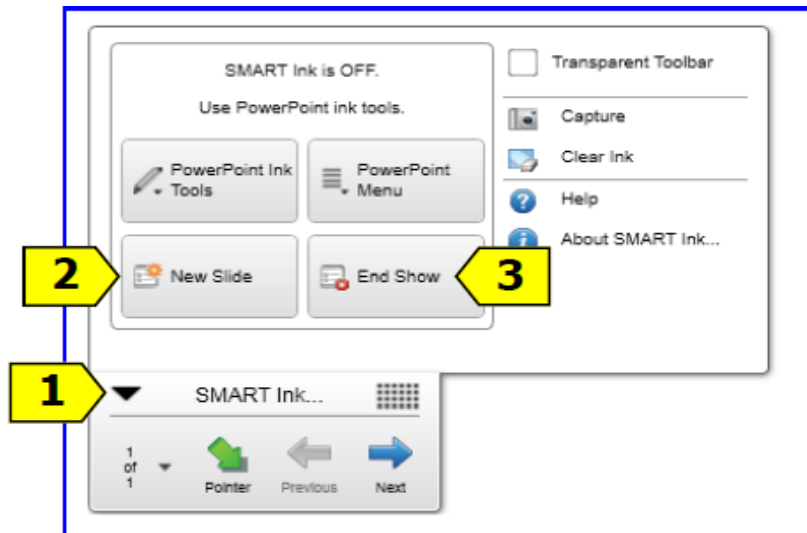 SMART Ink is OFF.
Use PowerPoint ink tools.
PowerPoint Ink
Tools
PowerPoint
Menu
New Slide
End Show
Transparent Toolbar
Capture
Clear Ink
Help
About SMART Ink...
2
3
1
SMART Ink...
1
of
1
Pointer
Previous
Next